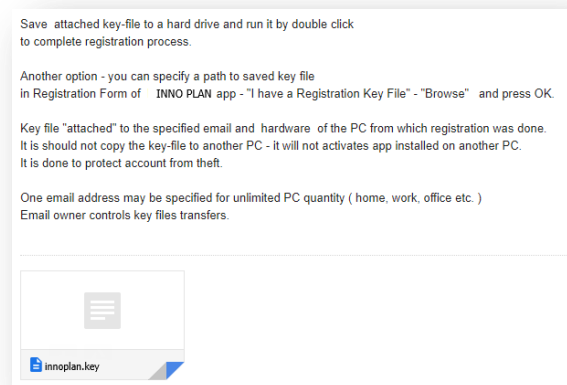 Save attached key-file to a hard drive and run it by double click
to complete registration process.
Another option - you can specify a path to saved key file
in Registration Form of INNO PLAN app - "I have a Registration Key File" - "Browse" and press OK.
Key file "attached" to the specified email and hardware of the PC from which registration was done.
It is should not copy the key-file to another PC - it will not activates app installed on another PC.
It is done to protect account from theft.
One email address may be specified for unlimited PC quantity ( home, work, office etc. )
Email owner controls key files transfers.
innoplan.key